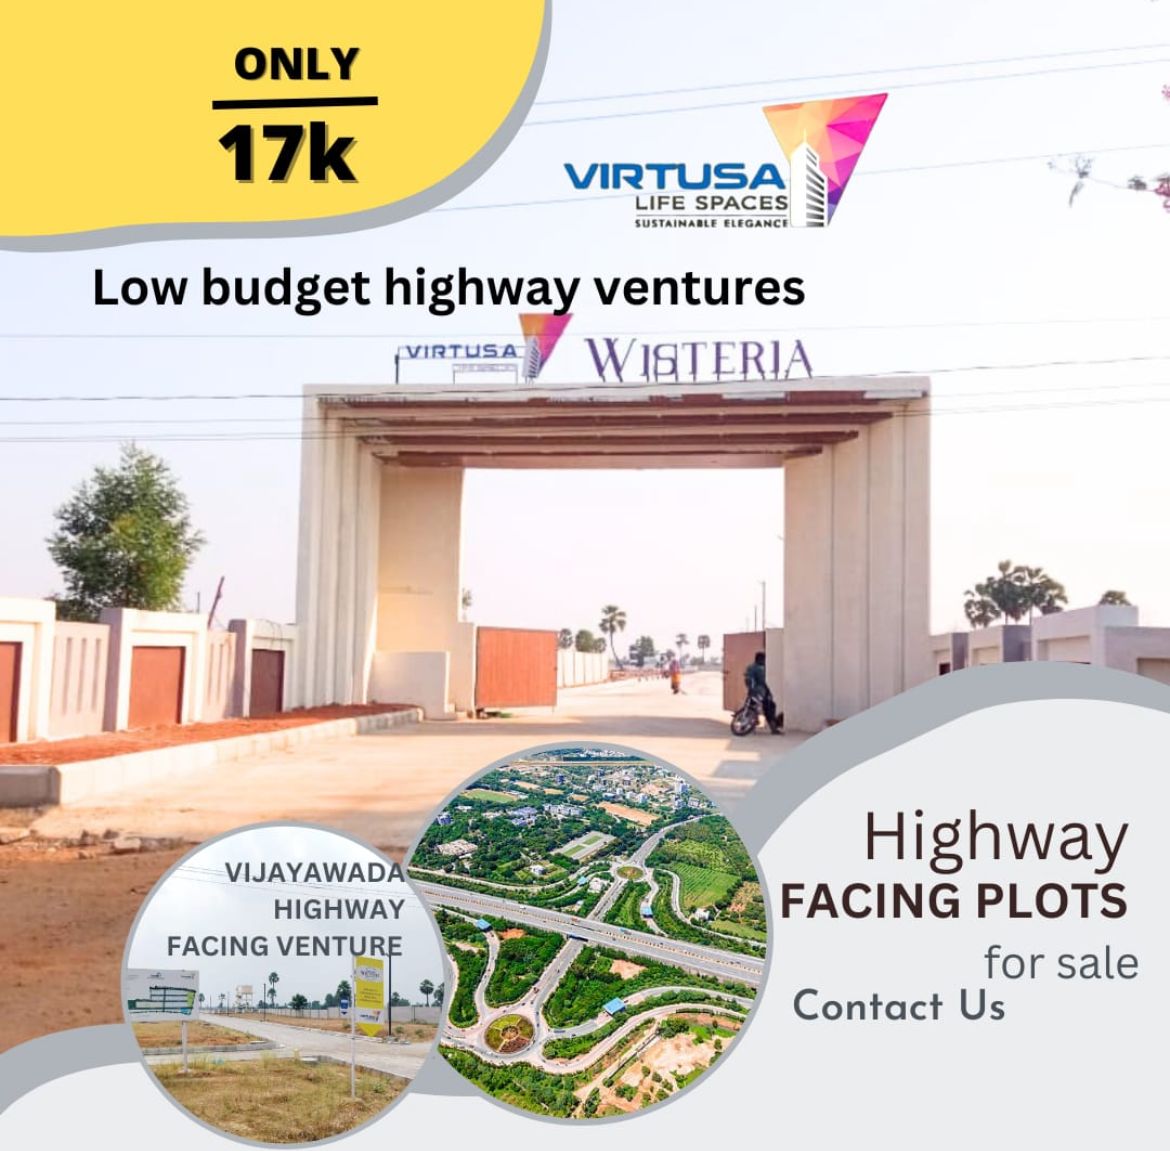 ONLY
17k
VIRTUSA
LIFE SPACES
SUSTAINABLE ELEGANCE
Low budget highway ventures
VIRTUSA
WISTERIA
VIJAYAWADA
HIGHWAY
FACING VENTURE
Highway
FACING PLOTS
for sale
Contact Us